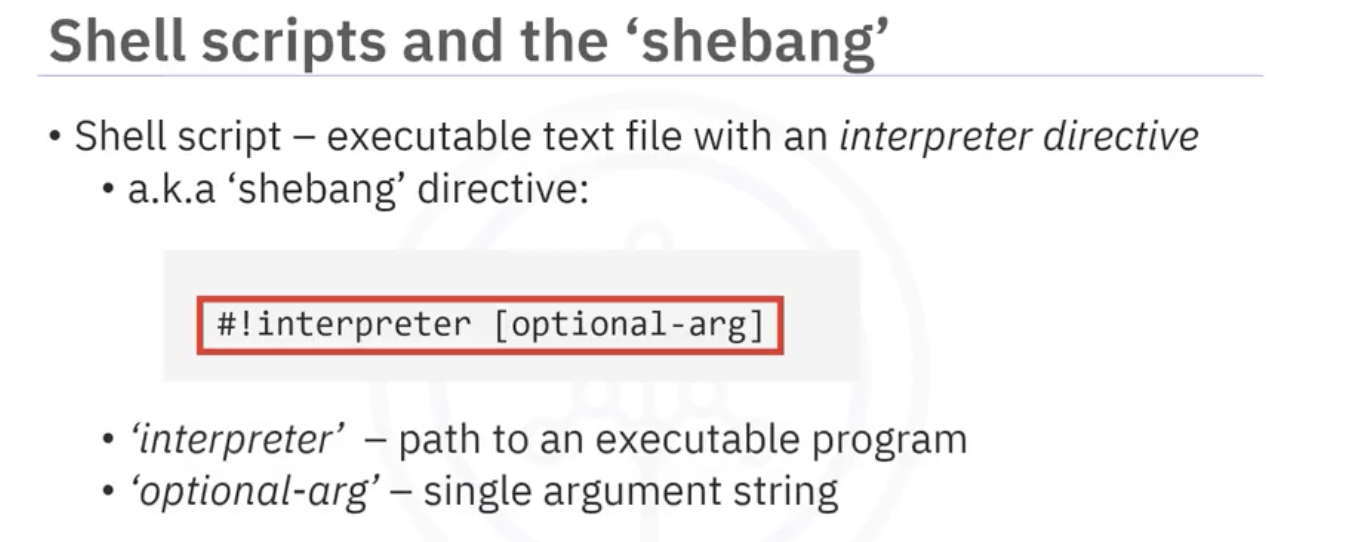 Shell scripts and the ‘shebang’
• Shell script – executable text file with an interpreter directive
• a.k.a ‘shebang’ directive:
#!interpreter [optional-arg]
• ‘interpreter’ – path to an executable program
• ‘optional-arg’ – single argument string